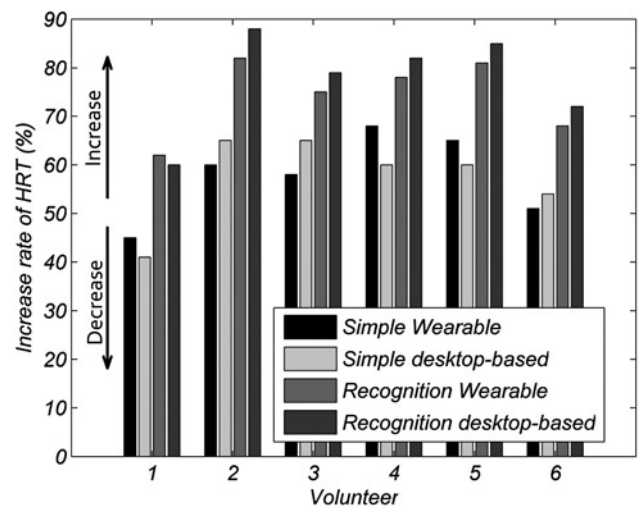 90
80
70
60
50
40
30
20
10
0
Increase rate of HRT (%)
Increase
Decrease
Simple Wearable
Simple desktop-based
Recognition Wearable
Recognition desktop-based
1 2 3 4 5 6
Volunteer